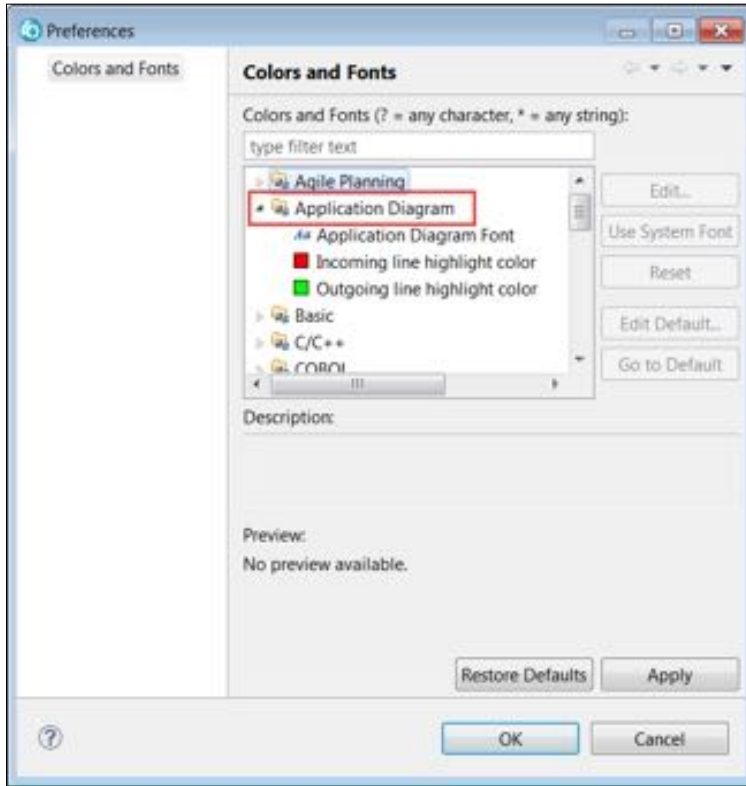 Preferences
Colors and Fonts
Colors and Fonts
Colors and Fonts (? = any character, * = any string):
type filter text
Agile Planning
Application Diagram
Application Diagram Font
Incoming line highlight color
Outgoing line highlight color
Basic
C/C++
COBOL
Edit...
Use System Font
Reset
Edit Default...
Go to Default
Description:
Preview:
No preview available.
Restore Defaults
Apply
OK
Cancel